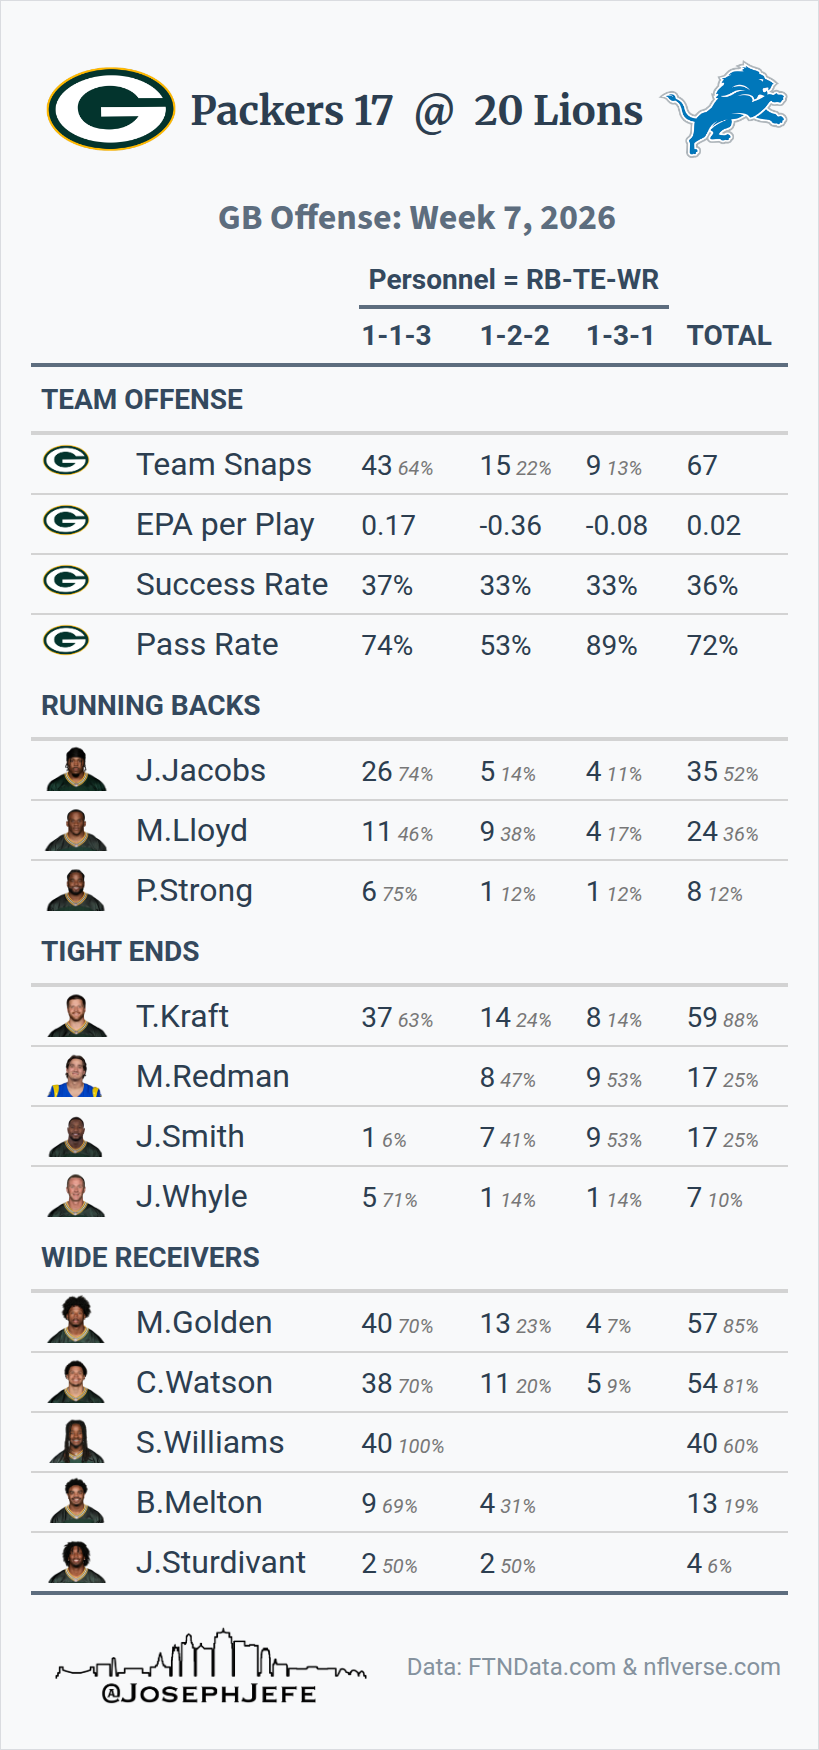 Packers 17 @ 20 Lions
GB Offense: Week 7, 2026
Personnel = RB-TE-WR
1-1-3 1-2-2 1-3-1 TOTAL
TEAM OFFENSE
G Team Snaps 43 64% 15 22% 9 13% 67
G EPA per Play 0.17 -0.36 -0.08 0.02
G Success Rate 37% 33% 33% 36%
G Pass Rate 74% 53% 89% 72%
RUNNING BACKS
J.Jacobs 26 74% 5 14% 4 11% 35 52%
M.Lloyd 11 46% 9 38% 4 17% 24 36%
P.Strong 6 75% 1 12% 1 12% 8 12%
TIGHT ENDS
T.Kraft 37 63% 14 24% 8 14% 59 88%
M.Redman 8 47% 9 53% 17 25%
J.Smith 1 6% 7 41% 9 53% 17 25%
J.Whyle 5 71% 1 14% 1 14% 7 10%
WIDE RECEIVERS
M.Golden 40 70% 13 23% 4 7% 57 85%
C.Watson 38 70% 11 20% 5 9% 54 81%
S.Williams 40 100% 40 60%
B.Melton 9 69% 4 31% 13 19%
J.Sturdivant 2 50% 2 50% 4 6%
@JosephJefe
Data: FTNData.com & nflverse.com